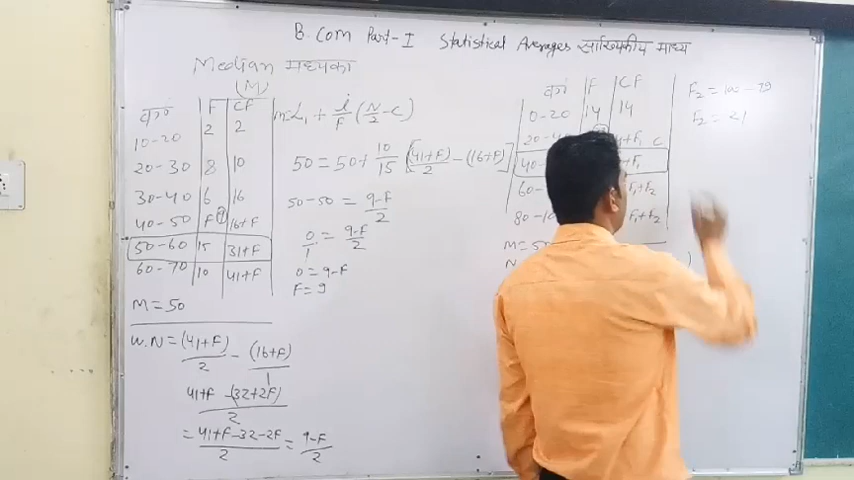 B. Com Part-I Statistical Averages सांख्यिकीय माध्य
Median मध्यका
(M)
वर्ग F CF
10-20 2 2
20-30 8 10
30-40 6 16
40-50 F 9 16+F
50-60 15 31+F
60-70 10 41+F
M = 50
M = L1 + i/F (N/2 - C)
50 = 50 + 10/15 [(41+F)/2 - (16+F)]
50-50 = 9-F/2
0/1 = 9-F/2
0 = 9-F
F = 9
W.N = (41+F)/2 - (16+F)/1
41+F -(32+2F)/2
= 41+F-32-2F/2 = 9-F/2
वर्ग F CF
0-20 14 14
20-40 C
40-
60- F1+F2
80-10 F1+F2
M = 5
N
F2 = 100 - 79
F2 = 21